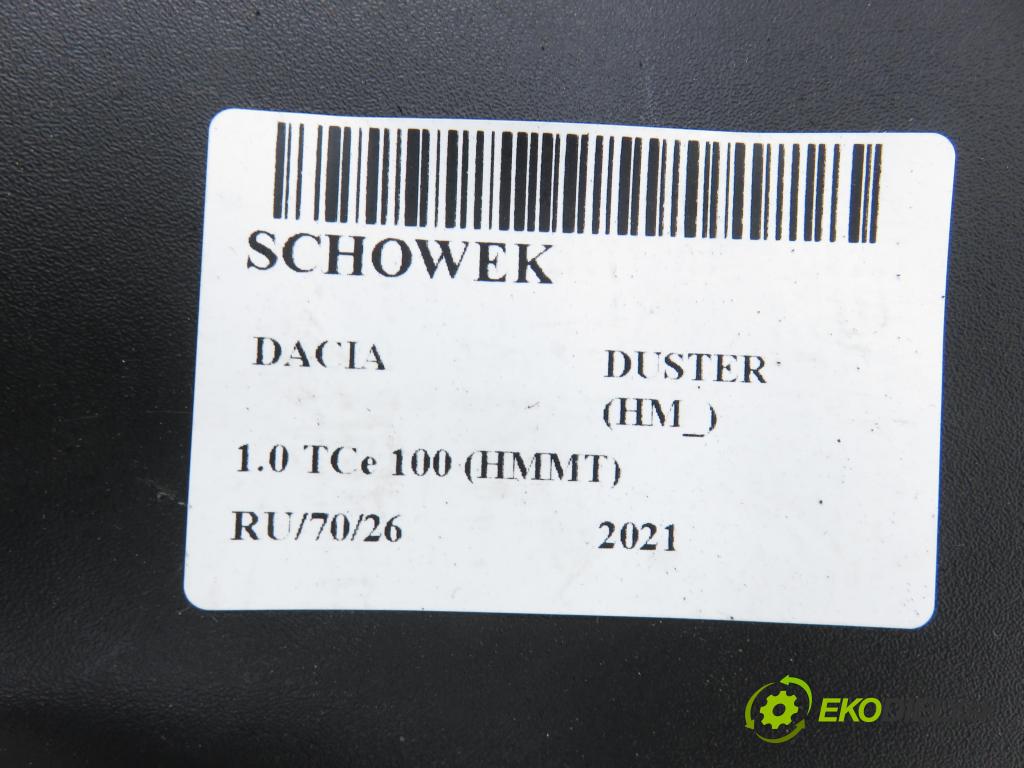 SCHOWEK
DACIA DUSTER
(HM_)
1.0 TCe 100 (HMMT)
RU/70/26 2021
EKO